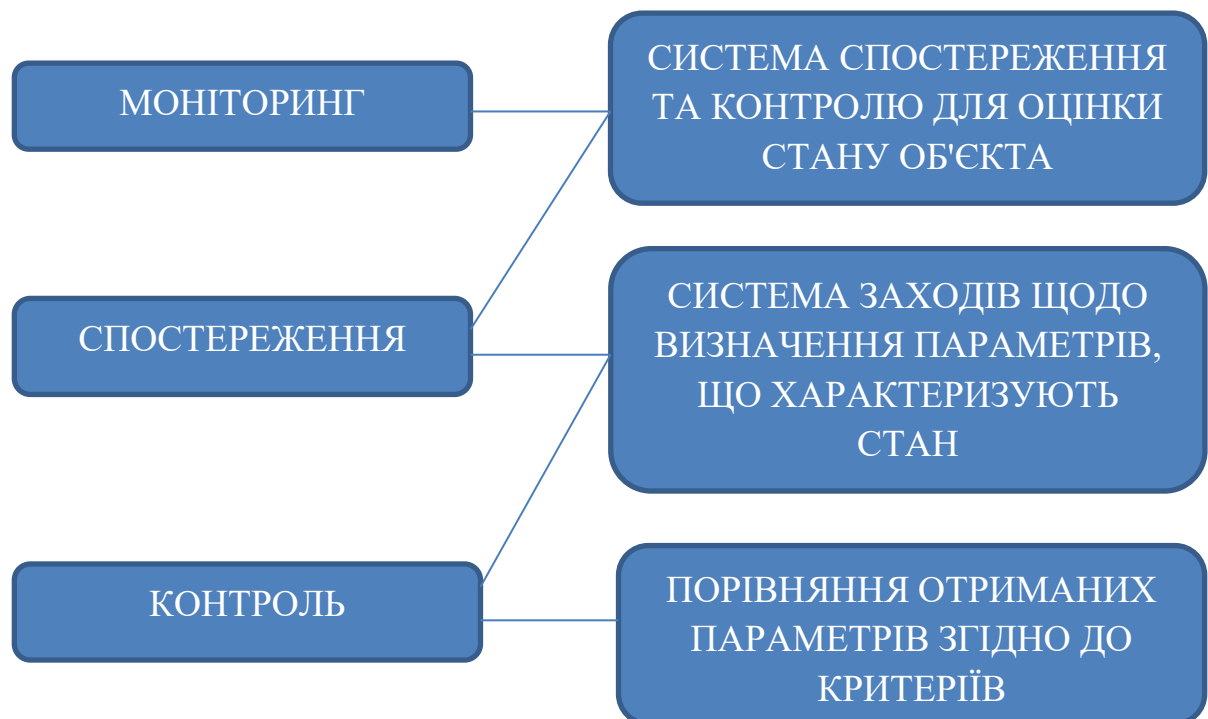 МОНІТОРИНГ
СИСТЕМА СПОСТЕРЕЖЕННЯ
ТА КОНТРОЛЮ ДЛЯ ОЦІНКИ
СТАНУ ОБ'ЄКТА
СПОСТЕРЕЖЕННЯ
СИСТЕМА ЗАХОДІВ ЩОДО
ВИЗНАЧЕННЯ ПАРАМЕТРІВ,
ЩО ХАРАКТЕРИЗУЮТЬ
СТАН
КОНТРОЛЬ
ПОРІВНЯННЯ ОТРИМАНИХ
ПАРАМЕТРІВ ЗГІДНО ДО
КРИТЕРІЇВ